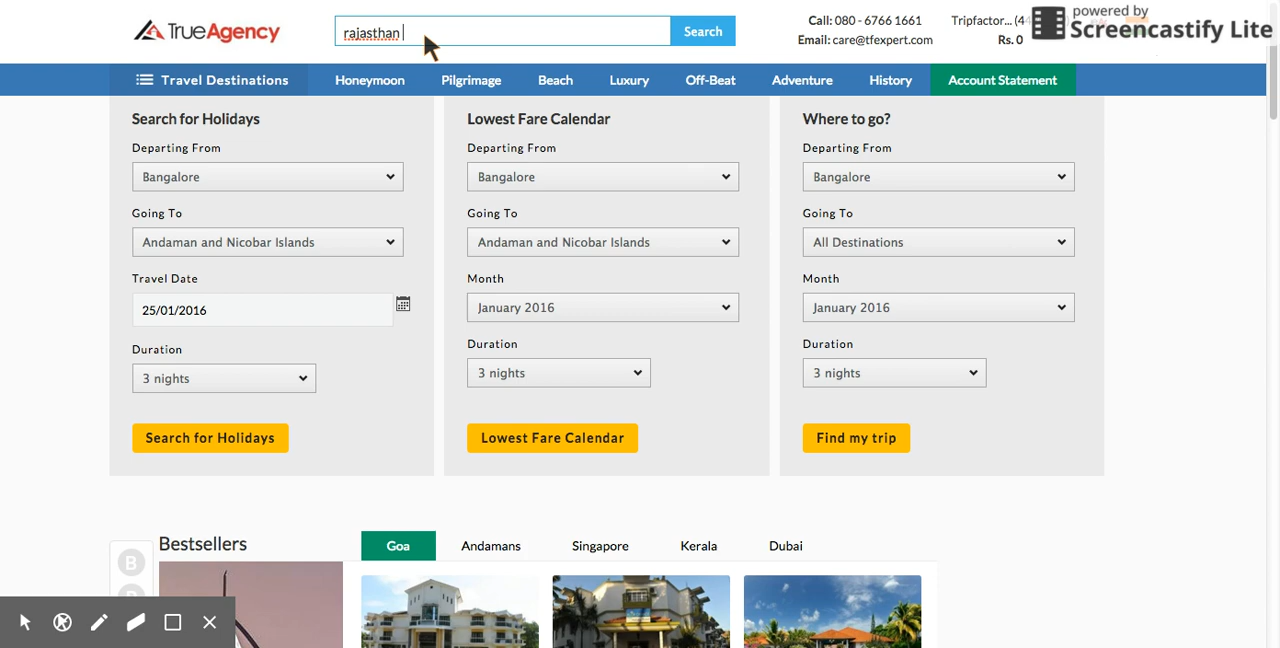 TrueAgency
rajasthan
Search
Call: 080 - 6766 1661
Email: care@tfexpert.com
Tripfactor... (44
Rs. 0
powered by
Screencastify Lite
Travel Destinations
Honeymoon
Pilgrimage
Beach
Luxury
Off-Beat
Adventure
History
Account Statement
Search for Holidays
Departing From
Bangalore
Going To
Andaman and Nicobar Islands
Travel Date
25/01/2016
Duration
3 nights
Search for Holidays
Lowest Fare Calendar
Departing From
Bangalore
Going To
Andaman and Nicobar Islands
Month
January 2016
Duration
3 nights
Lowest Fare Calendar
Where to go?
Departing From
Bangalore
Going To
All Destinations
Month
January 2016
Duration
3 nights
Find my trip
B
Bestsellers
Goa
Andamans
Singapore
Kerala
Dubai